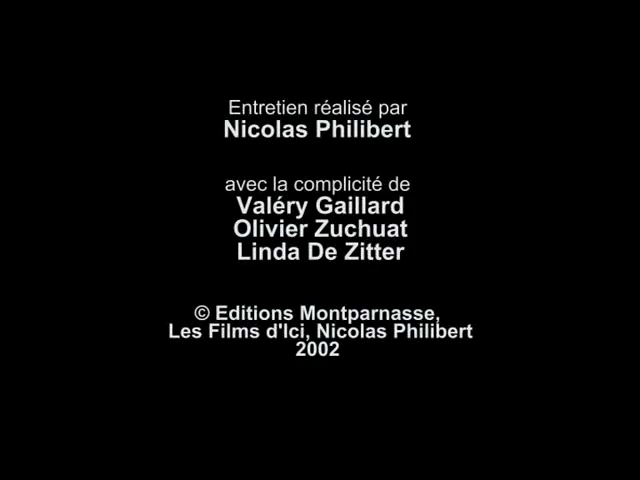 Entretien réalisé par
Nicolas Philibert
avec la complicité de
Valéry Gaillard
Olivier Zuchuat
Linda De Zitter
© Editions Montparnasse,
Les Films d'Ici, Nicolas Philibert
2002